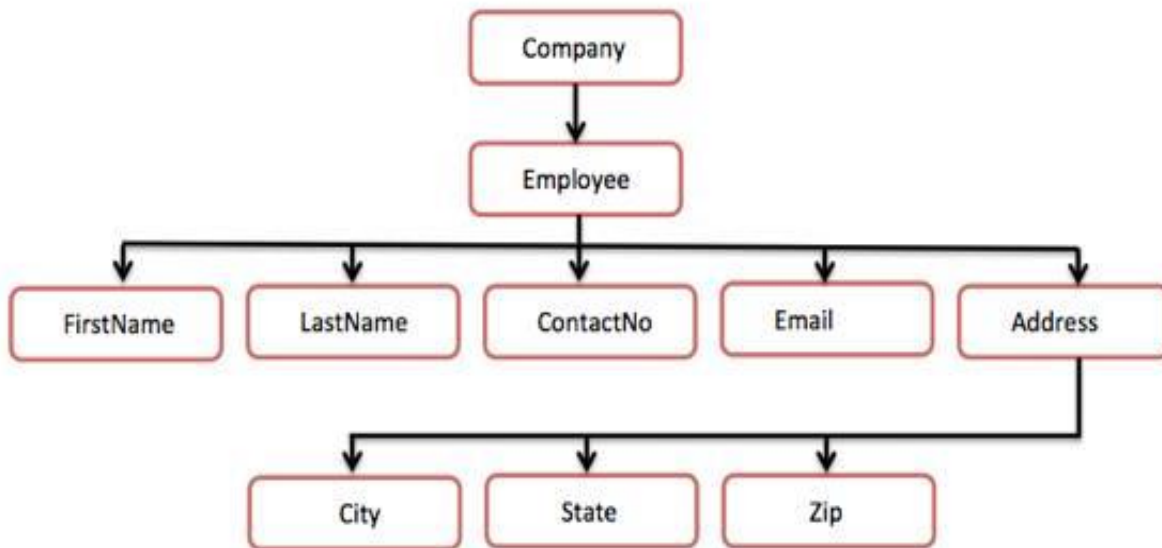 Company
Employee
FirstName
LastName
ContactNo
Email
Address
City
State
Zip